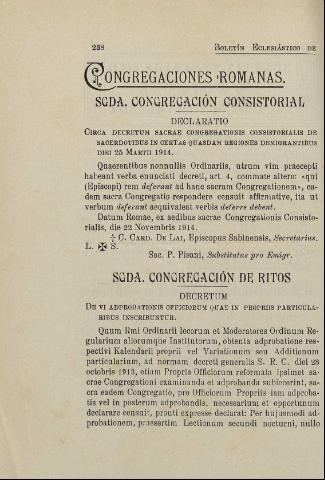 238 BOLETÍN ECLESIÁSTICO DE
CONGREGACIONES ROMANAS.
SGDA. CONGREGACIÓN CONSISTORIAL
DECLARATIO
CIRCA DECRETUM SACRAE CONGREGATIONIS CONSISTORIALIS DE
SACERDOTIBUS IN CERTAS QUASDAM REGIONES DEMIGRANTIBUS
DIEI 25 MARTII 1914.
Quaerentibus nonnullis Ordinariis, utrum vim praecepti
habeant verba enunciati decreti, art. 4, commate altero: «qui
(Episcopi) rem deferant ad hanc sacram Congregationem», ea-
dem sacra Congregatio respondere consuit affirmative, ita ut
verbum deferant aequivaleat verbis deferre debent.
Datum Romae, ex aedibus sacrae Congregationis Consisto-
rialis, die 22 Novembris 1914.
† C. CARD. DE LAI, Episcopus Sabinensis, Secretarius.
L. ✠ S.
Sac. P. Pisani, Substitutus pro Emigr.
SGDA. CONGREGACIÓN DE RITOS
DECRETUM
DE VI ADPROBATIONIS OFFICIORUM QUAE IN PROPRIIS PARTICULA-
RIBUS INSCRIBUNTUR.
Quum Rmi Ordinarii locorum et Moderatores Ordinum Re-
gularium aliorumque Institutorum, obtenta adprobatione res-
pectivi Kalendarii proprii vel Variationum seu Additionum
particularium, ad normam decreti generalis S. R. C. diei 28
octobris 1913, etiam Propria Officiorum reformata ipsimet sa-
crae Congregationi examinanda et adprobanda subiecerint, sa-
cra eadem Congregatio, pro Officiorum Propriis iam adproba-
tis vel in posterum adprobandis, necessarium et opportunum
declarare consuit, prouti expresse declarat: Per hujusmodi ad-
probationem, praesertim Lectionum secundi nocturni, nullo